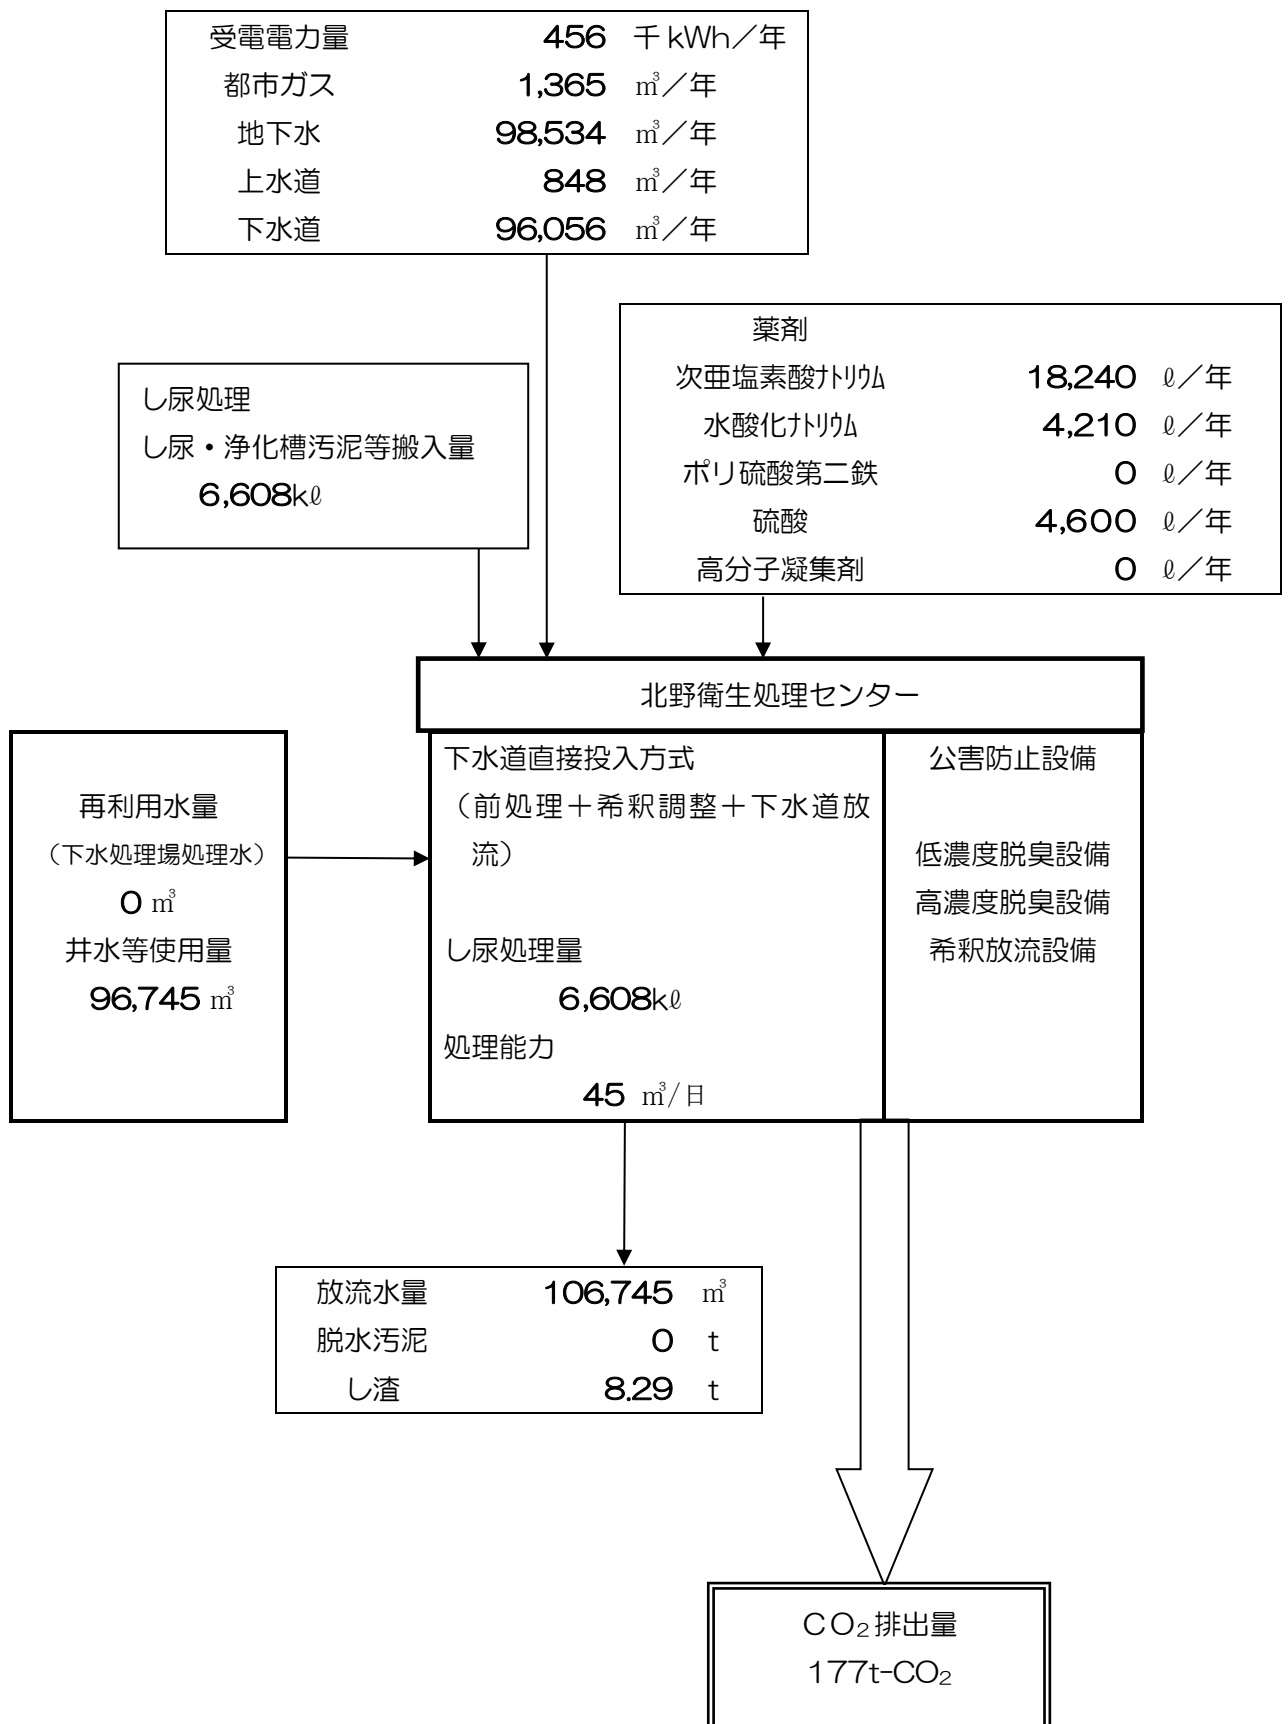 受電電力量 456 千kWh／年
都市ガス 1,365 ㎥／年
地下水 98,534 ㎥／年
上水道 848 ㎥／年
下水道 96,056 ㎥／年
し尿処理
し尿・浄化槽汚泥等搬入量
6,608kℓ
薬剤
次亜塩素酸ﾅﾄﾘｳﾑ 18,240 ℓ／年
水酸化ﾅﾄﾘｳﾑ 4,210 ℓ／年
ポリ硫酸第二鉄 0 ℓ／年
硫酸 4,600 ℓ／年
高分子凝集剤 0 ℓ／年
北野衛生処理センター
再利用水量
（下水処理場処理水）
0 ㎥
井水等使用量
96,745 ㎥
下水道直接投入方式
（前処理＋希釈調整＋下水道放
流）
し尿処理量
6,608kℓ
処理能力
45 ㎥/日
公害防止設備
低濃度脱臭設備
高濃度脱臭設備
希釈放流設備
放流水量 106,745 ㎥
脱水汚泥 0 t
し渣 8.29 t
CO₂排出量
177t-CO₂